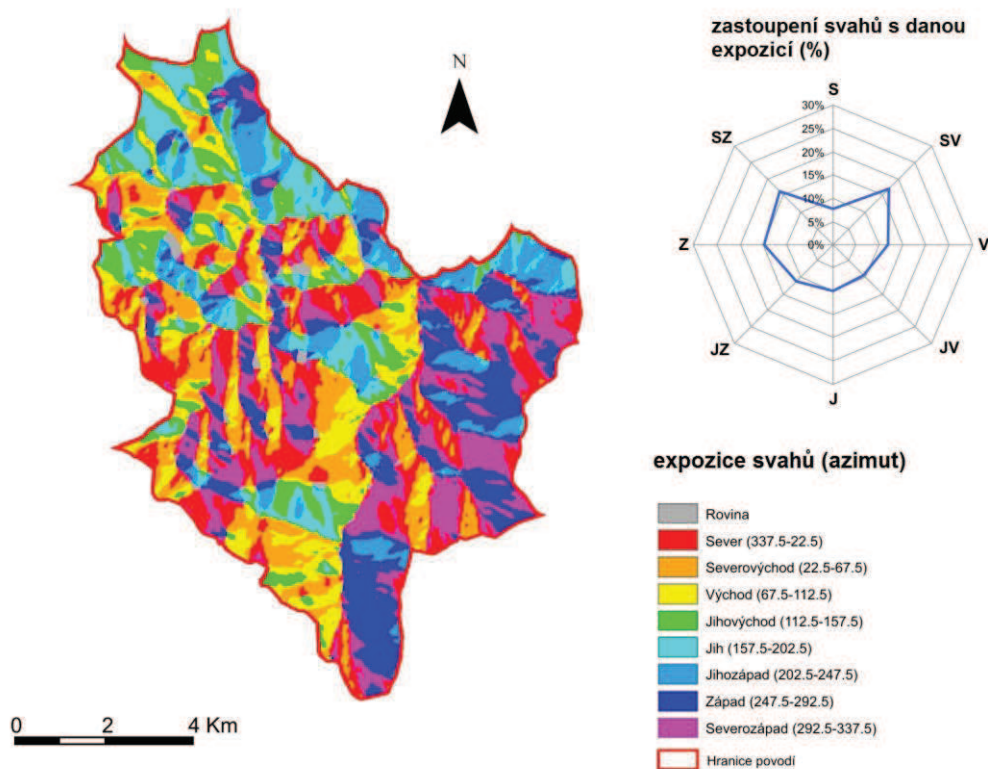 zastoupení svahů s danou
expozicí (%)
N
S
30%
25%
20%
15%
10%
5%
0%
SZ
SV
Z
V
JZ
JV
J
expozice svahů (azimut)
Rovina
Sever (337.5-22.5)
Severovýchod (22.5-67.5)
Východ (67.5-112.5)
Jihovýchod (112.5-157.5)
Jih (157.5-202.5)
Jihozápad (202.5-247.5)
Západ (247.5-292.5)
Severozápad (292.5-337.5)
Hranice povodí
0 2 4 Km